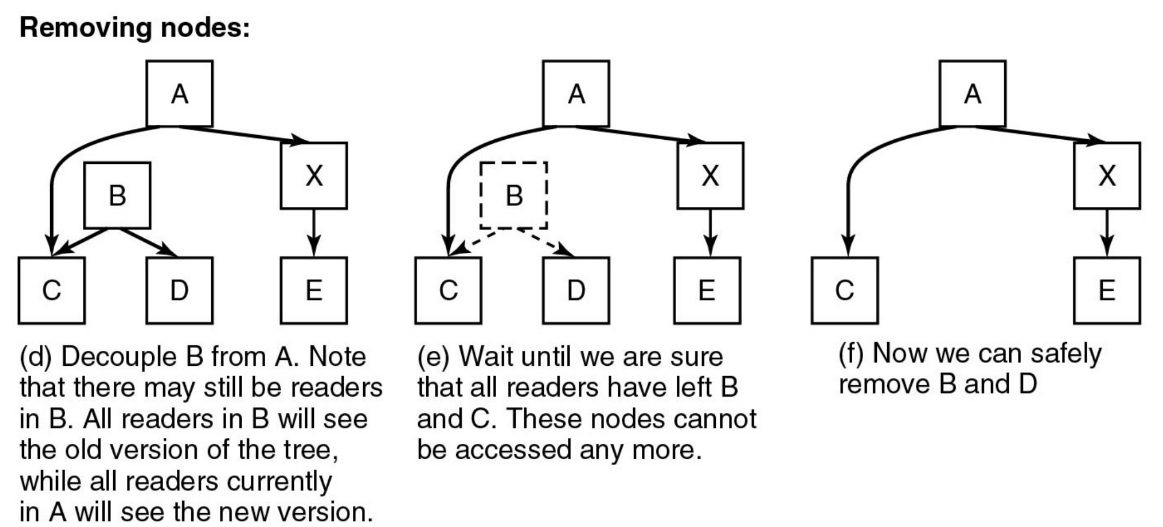 Removing nodes:
A
X
B
C
D
E
(d) Decouple B from A. Note
that there may still be readers
in B. All readers in B will see
the old version of the tree,
while all readers currently
in A will see the new version.
A
X
B
C
D
E
(e) Wait until we are sure
that all readers have left B
and C. These nodes cannot
be accessed any more.
A
X
C
E
(f) Now we can safely
remove B and D